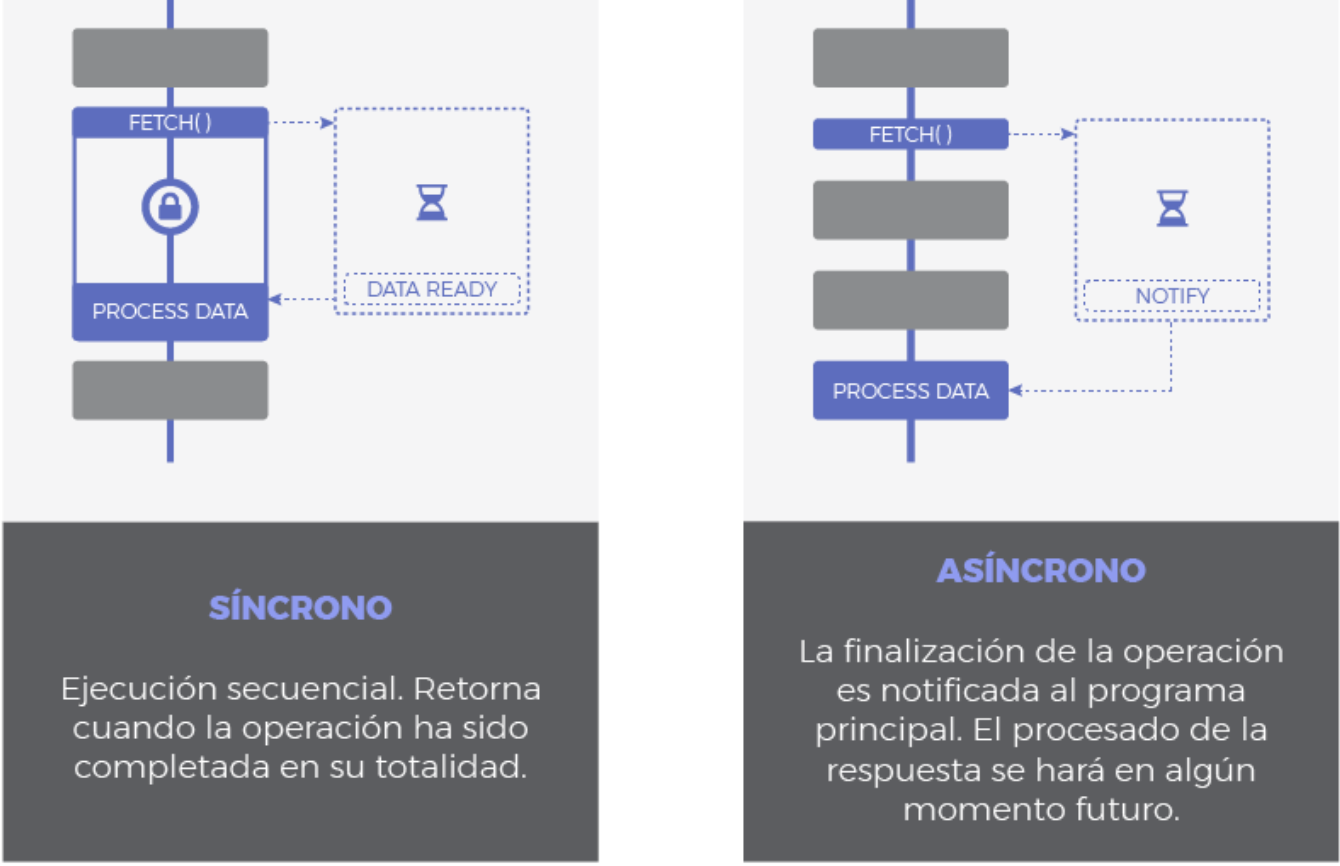 FETCH( )
DATA READY
PROCESS DATA
SÍNCRONO
Ejecución secuencial. Retorna
cuando la operación ha sido
completada en su totalidad.
FETCH( )
NOTIFY
PROCESS DATA
ASÍNCRONO
La finalización de la operación
es notificada al programa
principal. El procesado de la
respuesta se hará en algún
momento futuro.